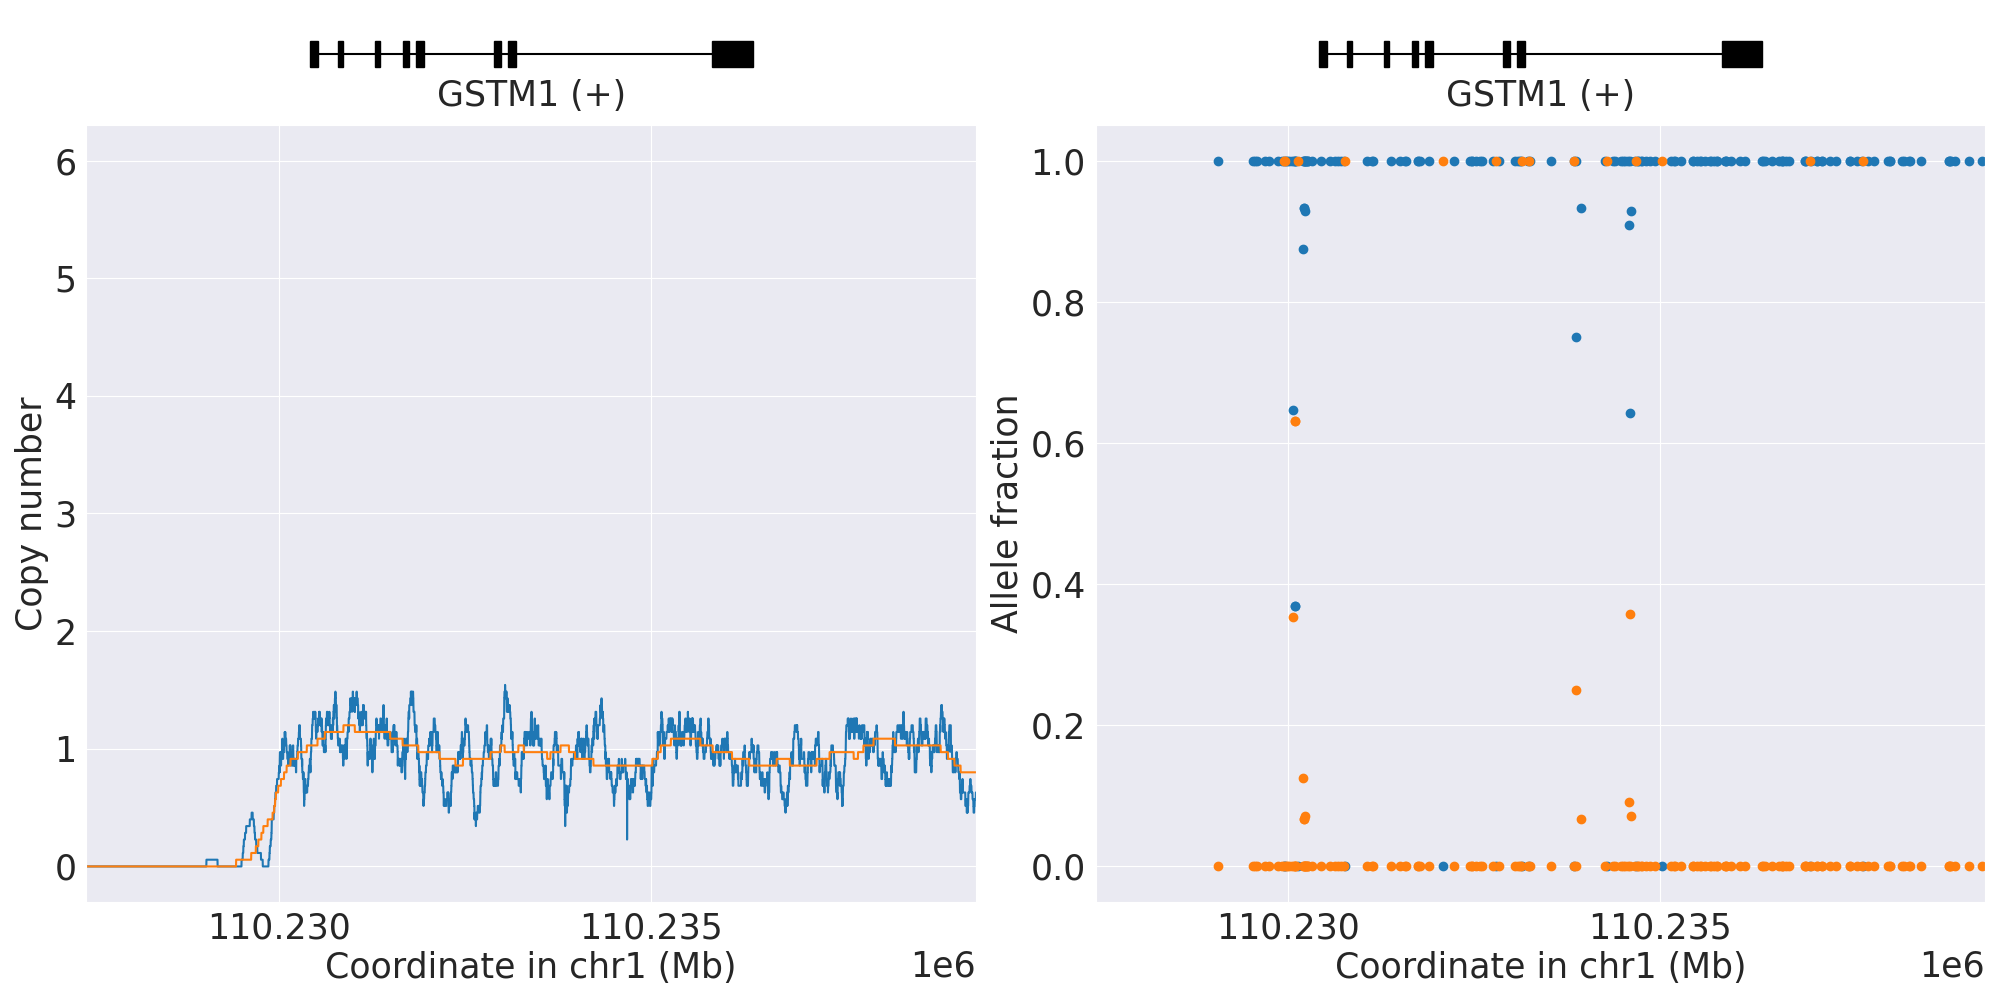 GSTM1 (+)
6
5
4
3
2
1
0
Copy number
110.230 110.235
Coordinate in chr1 (Mb) 1e6
GSTM1 (+)
1.0
0.8
0.6
0.4
0.2
0.0
Allele fraction
110.230 110.235
Coordinate in chr1 (Mb) 1e6